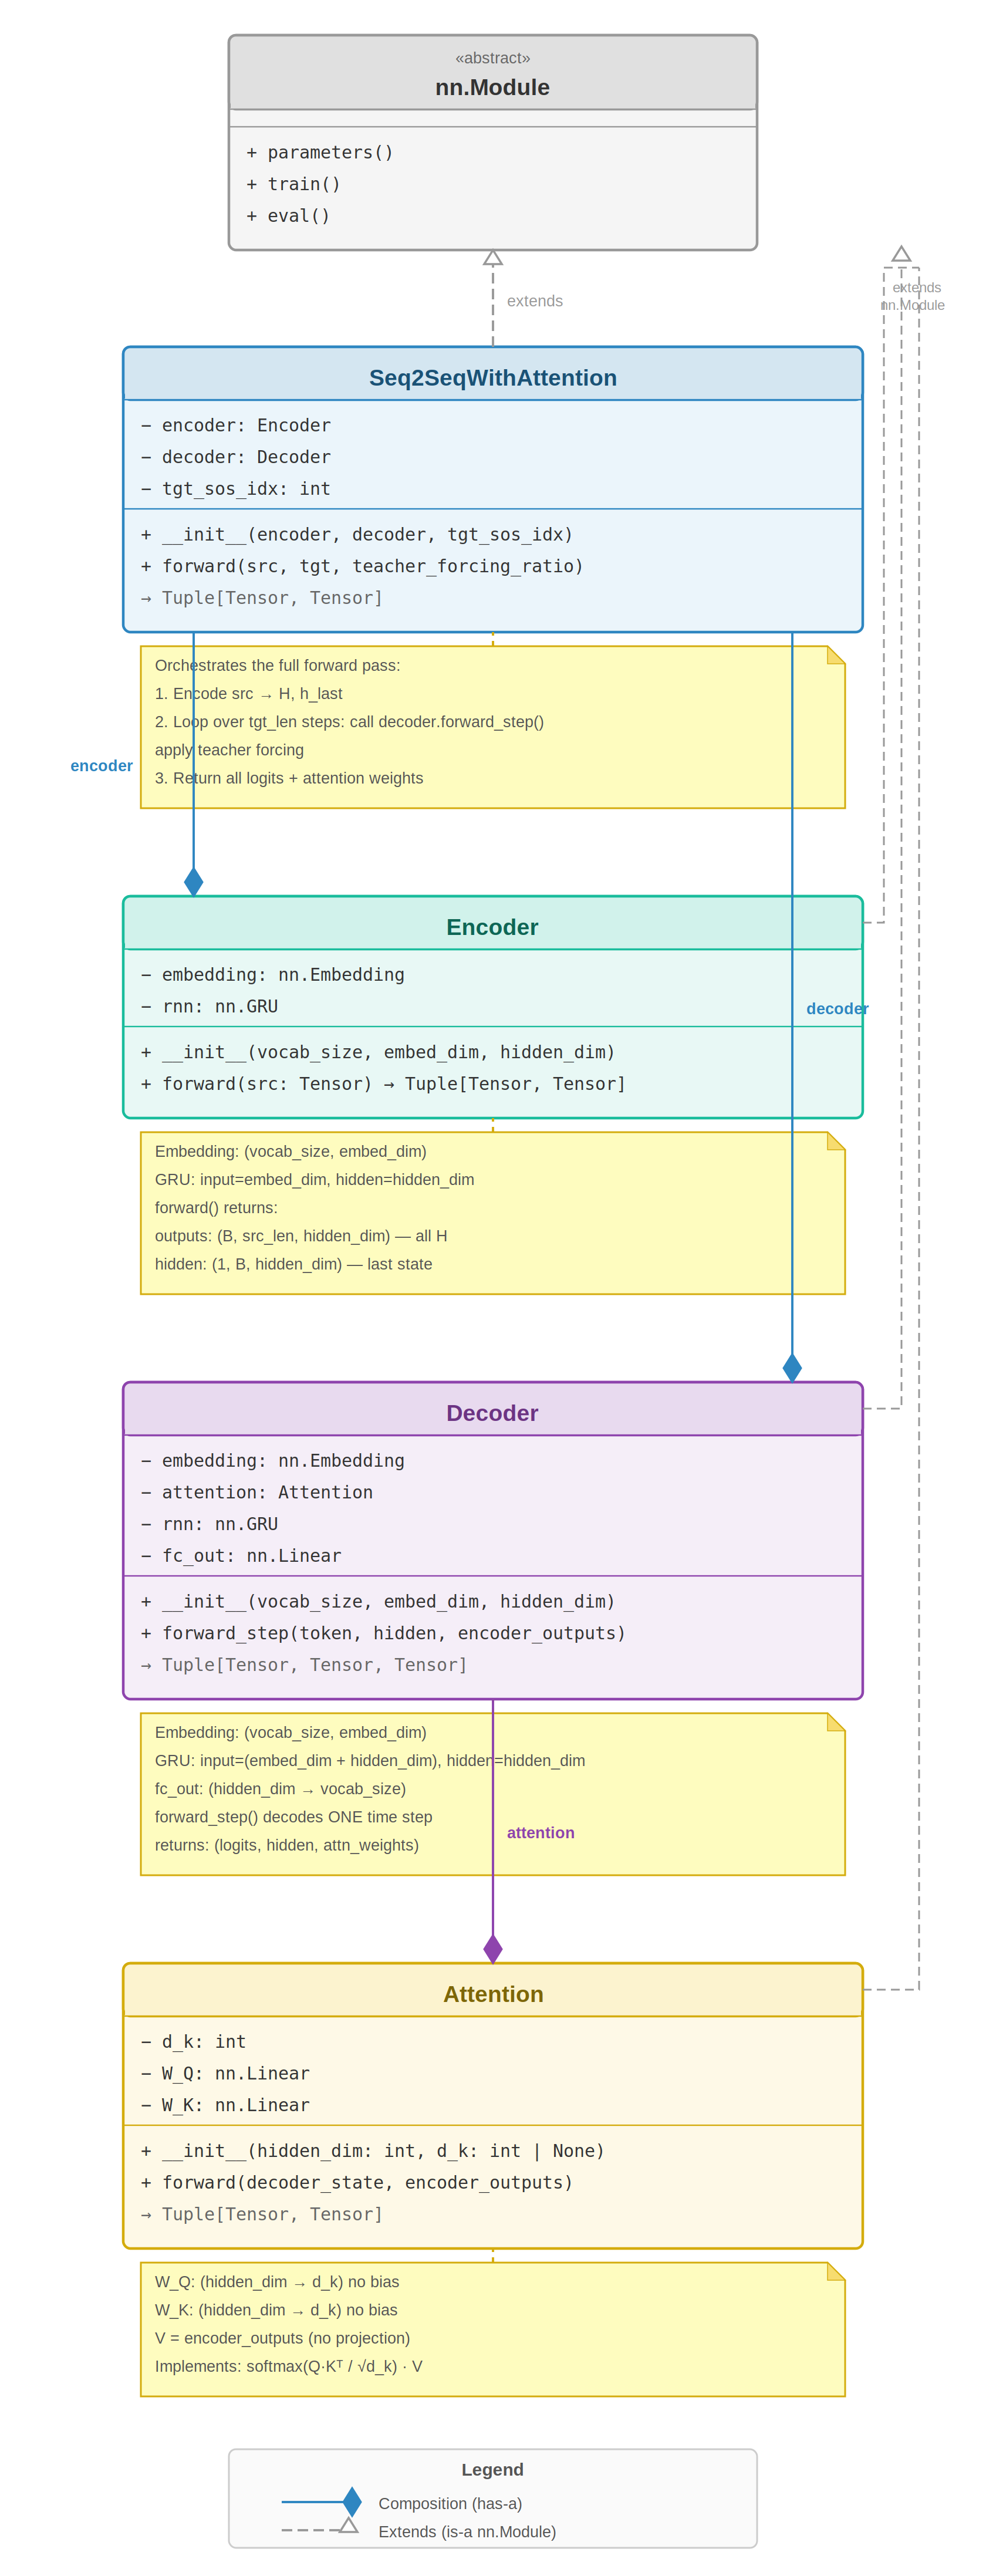 «abstract»
nn.Module
+ parameters()
+ train()
+ eval()
extends
extends
nn.Module
Seq2SeqWithAttention
− encoder: Encoder
− decoder: Decoder
− tgt_sos_idx: int
+ __init__(encoder, decoder, tgt_sos_idx)
+ forward(src, tgt, teacher_forcing_ratio)
→ Tuple[Tensor, Tensor]
Orchestrates the full forward pass:
1. Encode src → H, h_last
2. Loop over tgt_len steps: call decoder.forward_step()
apply teacher forcing
3. Return all logits + attention weights
encoder
Encoder
− embedding: nn.Embedding
− rnn: nn.GRU
decoder
+ __init__(vocab_size, embed_dim, hidden_dim)
+ forward(src: Tensor) → Tuple[Tensor, Tensor]
Embedding: (vocab_size, embed_dim)
GRU: input=embed_dim, hidden=hidden_dim
forward() returns:
outputs: (B, src_len, hidden_dim) — all H
hidden: (1, B, hidden_dim) — last state
Decoder
− embedding: nn.Embedding
− attention: Attention
− rnn: nn.GRU
− fc_out: nn.Linear
+ __init__(vocab_size, embed_dim, hidden_dim)
+ forward_step(token, hidden, encoder_outputs)
→ Tuple[Tensor, Tensor, Tensor]
Embedding: (vocab_size, embed_dim)
GRU: input=(embed_dim + hidden_dim), hidden=hidden_dim
fc_out: (hidden_dim → vocab_size)
forward_step() decodes ONE time step
returns: (logits, hidden, attn_weights)
attention
Attention
− d_k: int
− W_Q: nn.Linear
− W_K: nn.Linear
+ __init__(hidden_dim: int, d_k: int | None)
+ forward(decoder_state, encoder_outputs)
→ Tuple[Tensor, Tensor]
W_Q: (hidden_dim → d_k) no bias
W_K: (hidden_dim → d_k) no bias
V = encoder_outputs (no projection)
Implements: softmax(Q·Kᵀ / √d_k) · V
Legend
Composition (has-a)
Extends (is-a nn.Module)